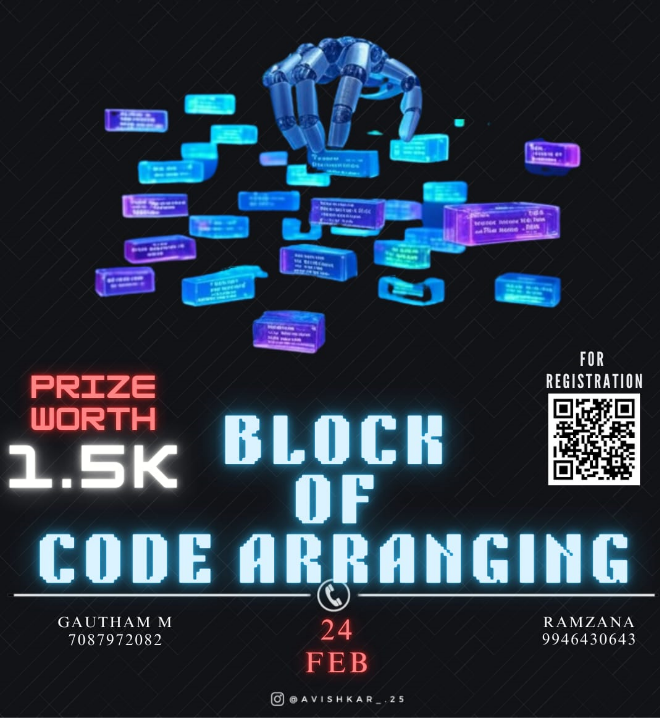 FOR
REGISTRATION
PRIZE
WORTH
1.5K
BLOCK
OF
CODE ARRANGING
GAUTHAM M
7087972082
24
FEB
RAMZANA
9946430643
@AVISHKAR_.25